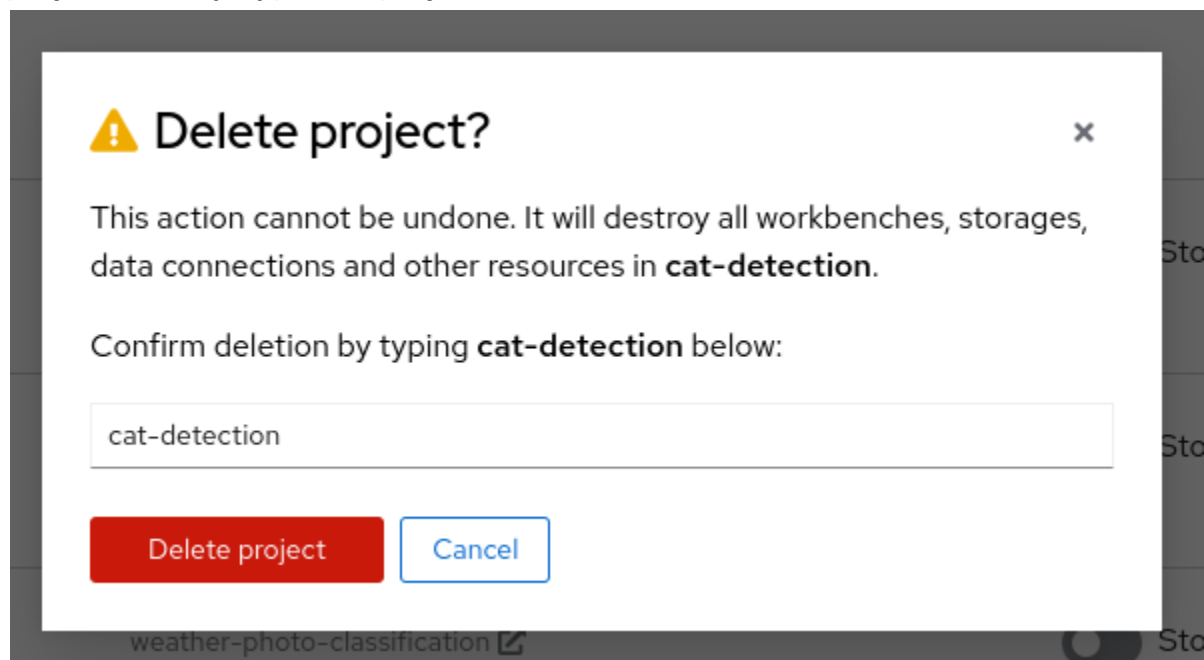 Delete project?
This action cannot be undone. It will destroy all workbenches, storages,
data connections and other resources in cat-detection.
Confirm deletion by typing cat-detection below:
cat-detection
Delete project
Cancel
weather-photo-classification